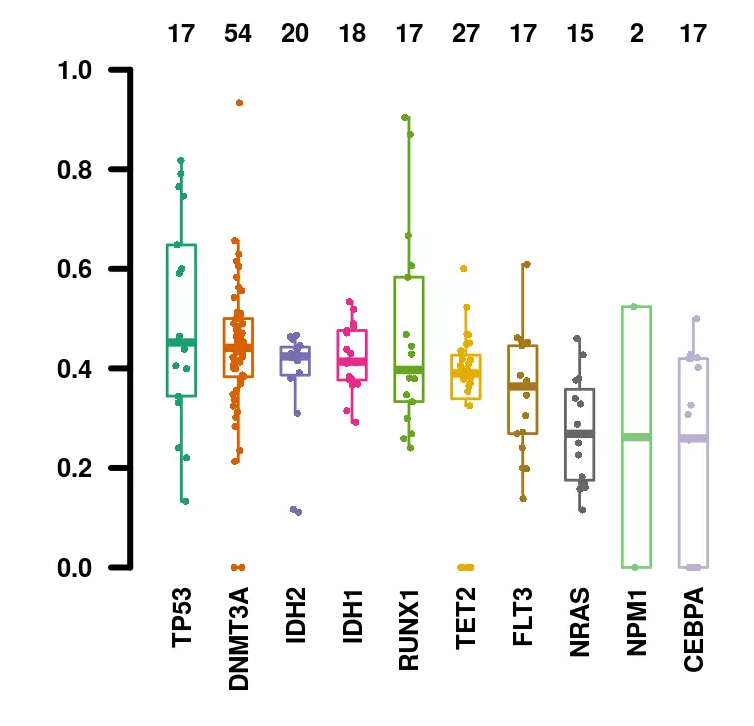 17 54 20 18 17 27 17 15 2 17
1.0
0.8
0.6
0.4
0.2
0.0
TP53
DNMT3A
IDH2
IDH1
RUNX1
TET2
FLT3
NRAS
NPM1
CEBPA